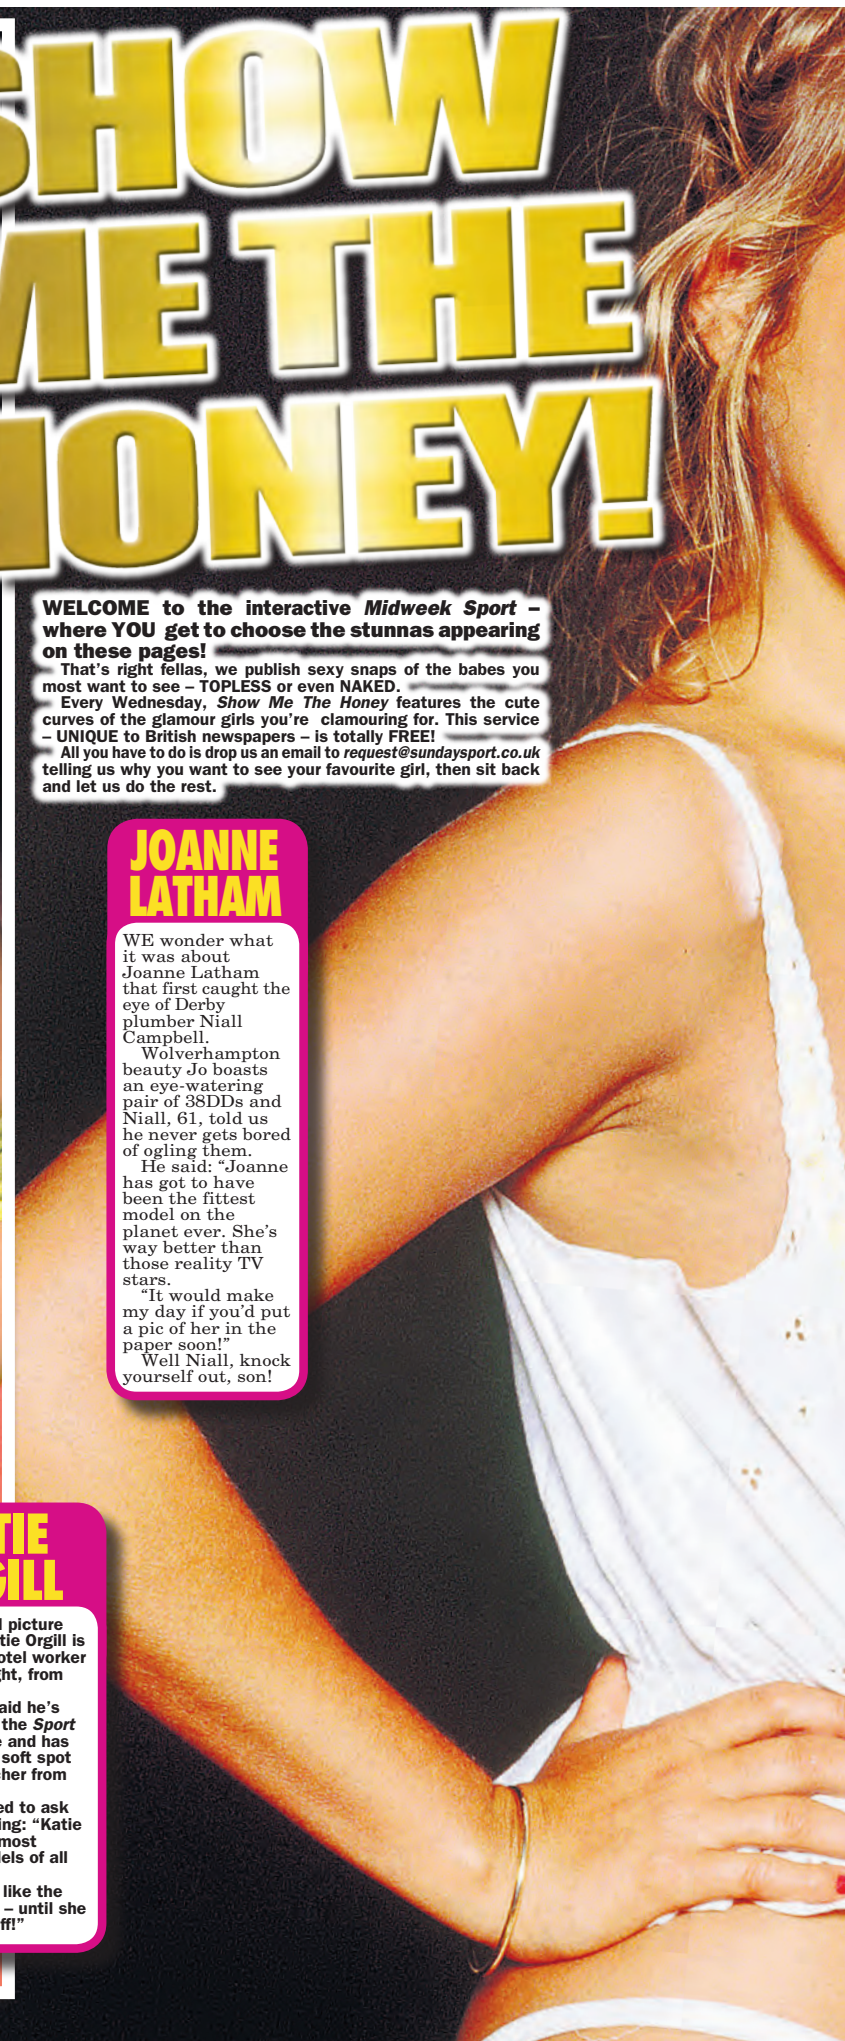 SHOW
ME THE
HONEY!
WELCOME to the interactive Midweek Sport –
where YOU get to choose the stunnas appearing
on these pages!
That's right fellas, we publish sexy snaps of the babes you
most want to see – TOPLESS or even NAKED.
Every Wednesday, Show Me The Honey features the cute
curves of the glamour girls you're clamouring for. This service
– UNIQUE to British newspapers – is totally FREE!
All you have to do is drop us an email to request@sundaysport.co.uk
telling us why you want to see your favourite girl, then sit back
and let us do the rest.
JOANNE
LATHAM
WE wonder what
it was about
Joanne Latham
that first caught the
eye of Derby
plumber Niall
Campbell.
Wolverhampton
beauty Jo boasts
an eye-watering
pair of 38DDs and
Niall, 61, told us
he never gets bored
of ogling them.
He said: “Joanne
has got to have
been the fittest
model on the
planet ever. She's
way better than
those reality TV
stars.
“It would make
my day if you'd put
a pic of her in the
paper soon!”
Well Niall, knock
yourself out, son!
TIE
GILL
picture
tie Orgill is
otel worker
ght, from
aid he's
the Sport
e and has
soft spot
cher from
ed to ask
ing: “Katie
most
els of all
like the
– until she
ff!”